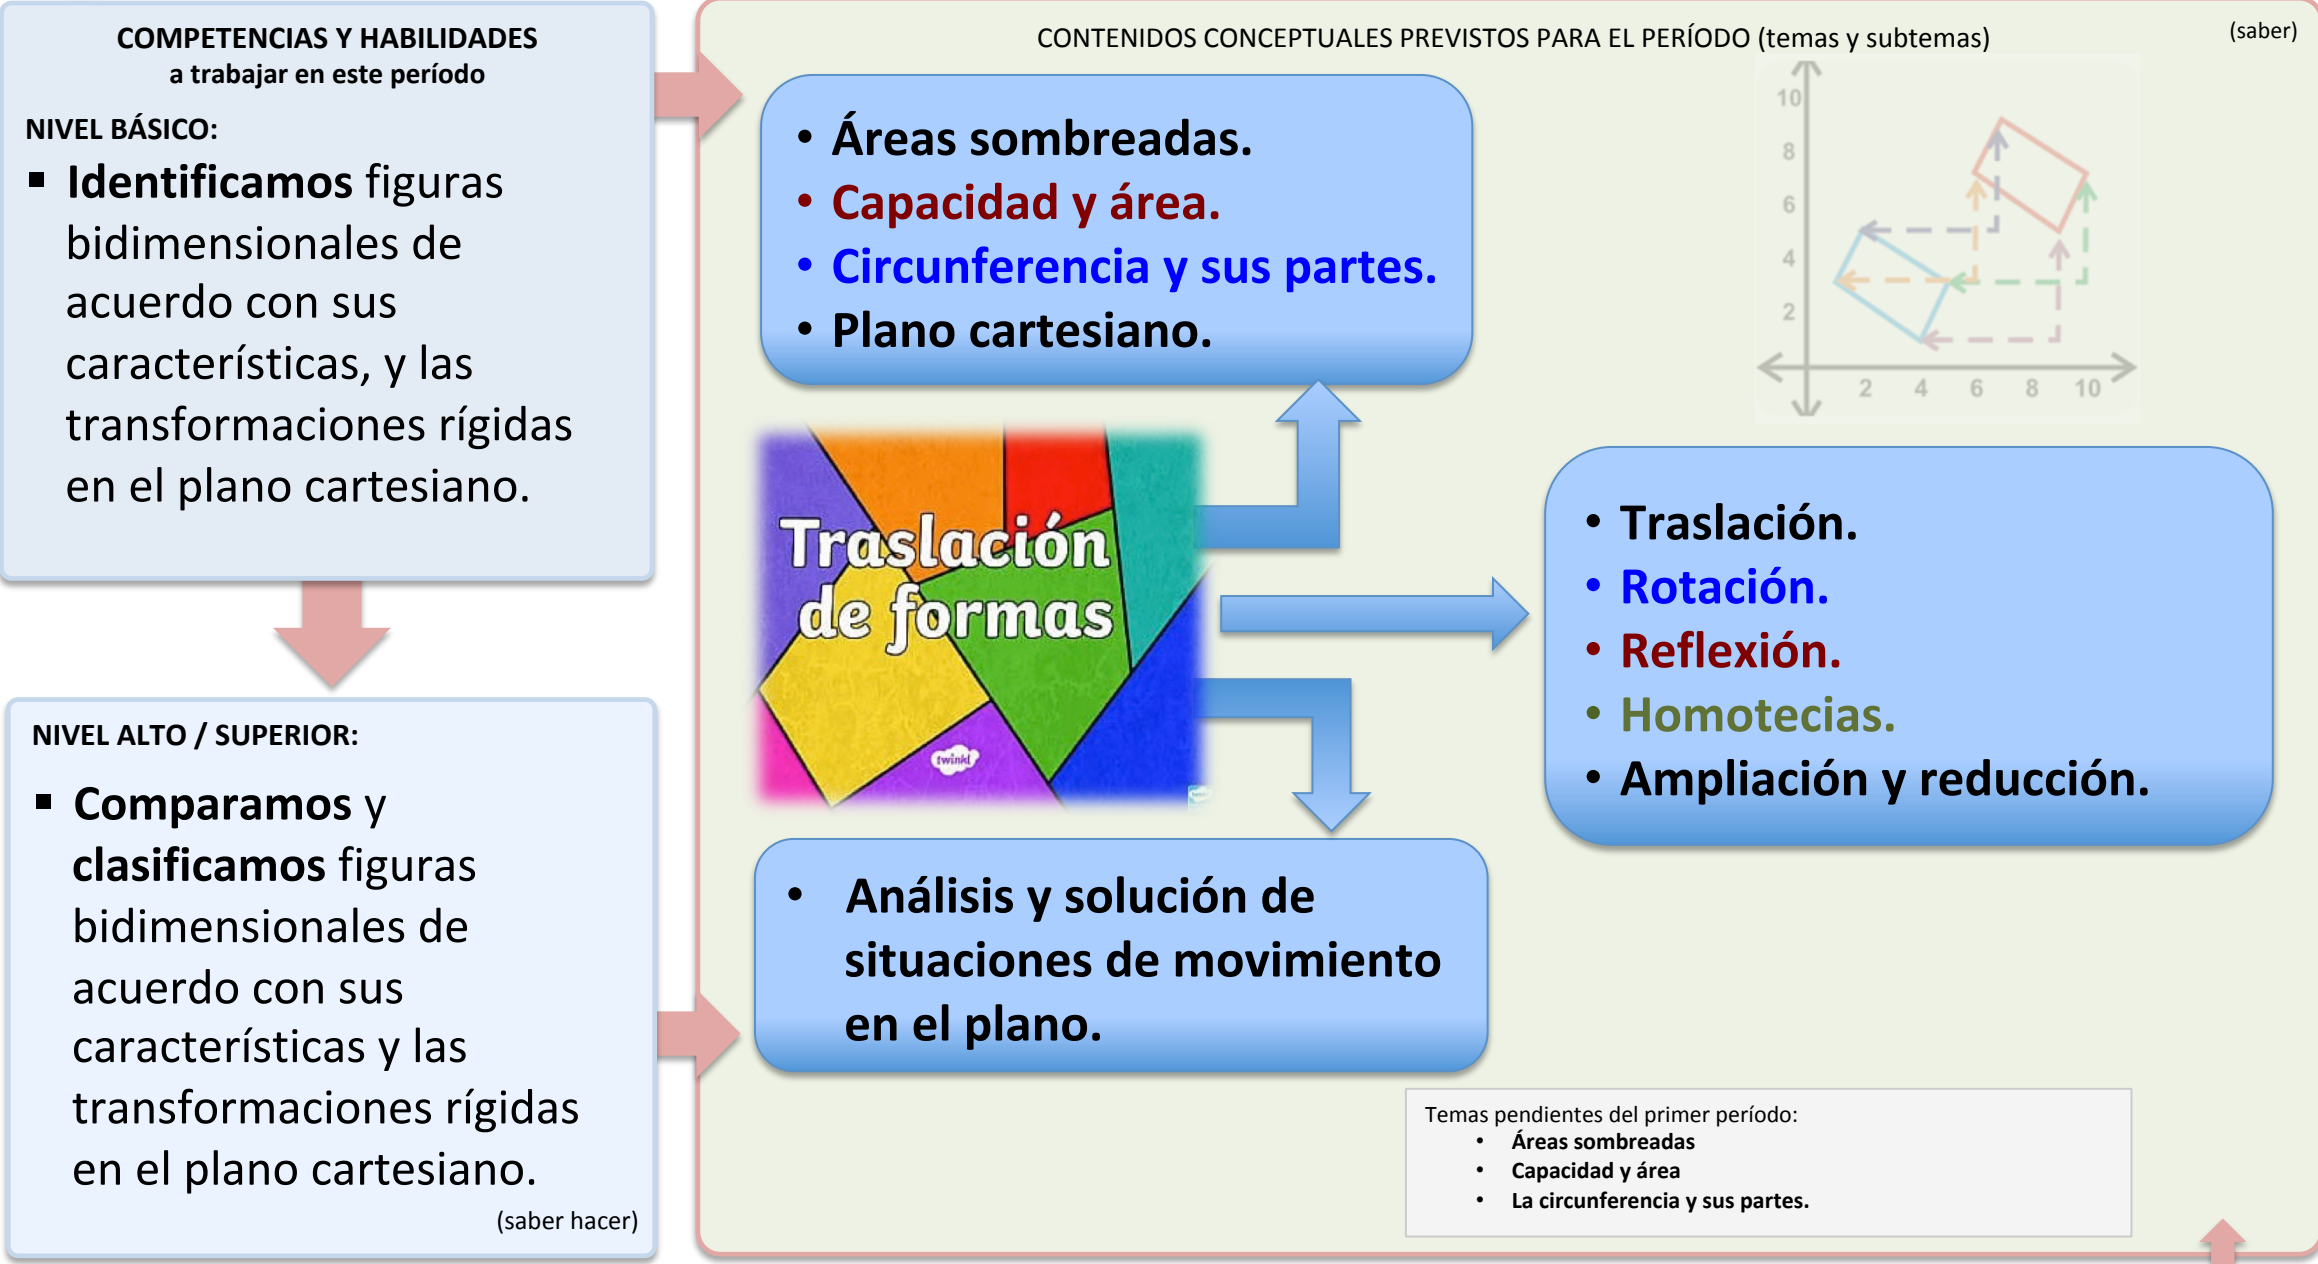 COMPETENCIAS Y HABILIDADES
a trabajar en este período
NIVEL BÁSICO:
▪ Identificamos figuras
bidimensionales de
acuerdo con sus
características, y las
transformaciones rígidas
en el plano cartesiano.
NIVEL ALTO / SUPERIOR:
▪ Comparamos y
clasificamos figuras
bidimensionales de
acuerdo con sus
características y las
transformaciones rígidas
en el plano cartesiano.
(saber hacer)
CONTENIDOS CONCEPTUALES PREVISTOS PARA EL PERÍODO (temas y subtemas)
(saber)
• Áreas sombreadas.
• Capacidad y área.
• Circunferencia y sus partes.
• Plano cartesiano.
10
8
6
4
2
2 4 6 8 10
Traslación
de formas
twinkl
• Traslación.
• Rotación.
• Reflexión.
• Homotecias.
• Ampliación y reducción.
• Análisis y solución de
situaciones de movimiento
en el plano.
Temas pendientes del primer período:
• Áreas sombreadas
• Capacidad y área
• La circunferencia y sus partes.